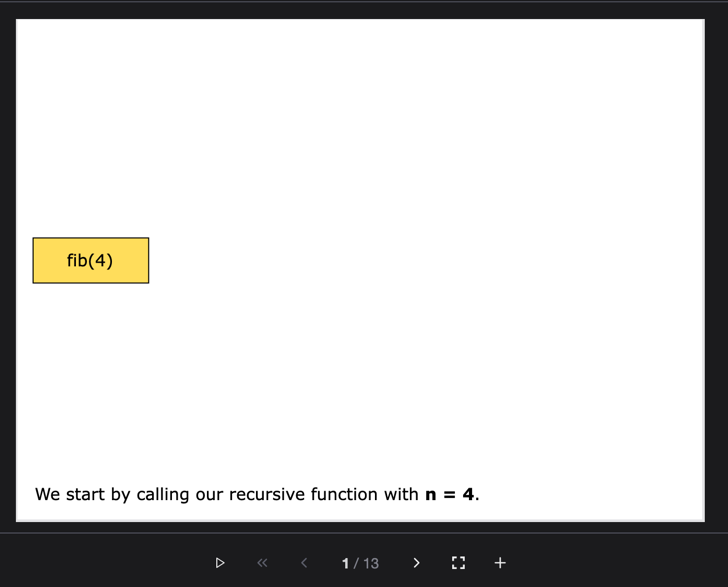 fib(4)
We start by calling our recursive function with n = 4.
1 / 13